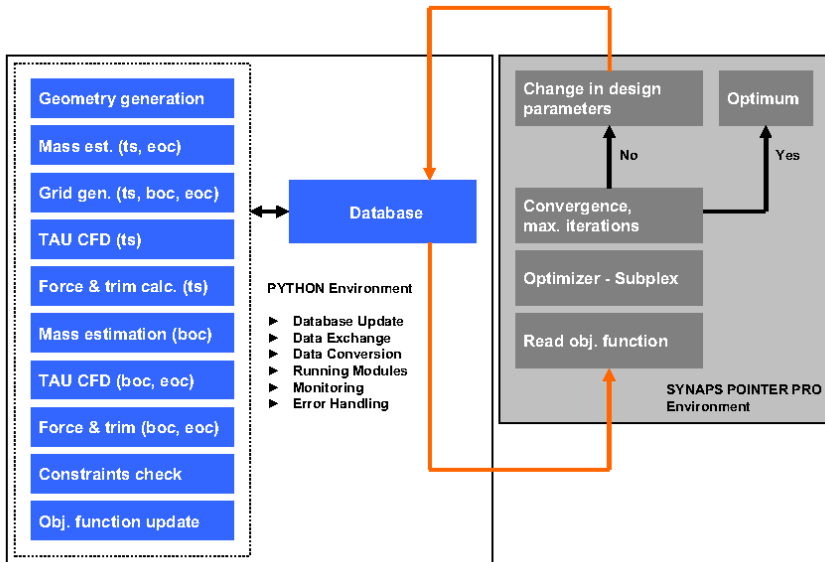 Geometry generation
Mass est. (ts, eoc)
Grid gen. (ts, boc, eoc)
TAU CFD (ts)
Force & trim calc. (ts)
Mass estimation (boc)
TAU CFD (boc, eoc)
Force & trim (boc, eoc)
Constraints check
Obj. function update
Database
PYTHON Environment
Database Update
Data Exchange
Data Conversion
Running Modules
Monitoring
Error Handling
Change in design
parameters
Optimum
No
Yes
Convergence,
max. iterations
Optimizer - Subplex
Read obj. function
SYNAPS POINTER PRO
Environment